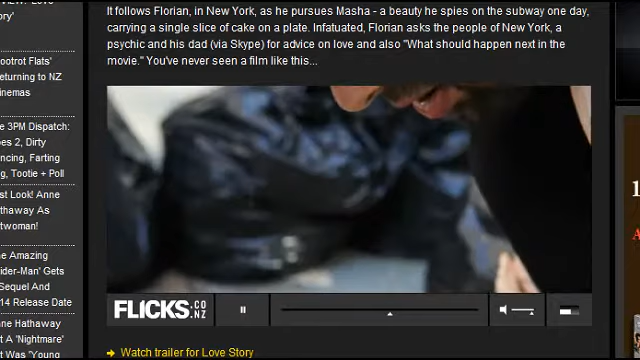 It follows Florian, in New York, as he pursues Masha - a beauty he spies on the subway one day,
carrying a single slice of cake on a plate. Infatuated, Florian asks the people of New York, a
psychic and his dad (via Skype) for advice on love and also "What should happen next in the
movie." You've never seen a film like this...
ory'
ootrot Flats'
eturning to NZ
inemas
e 3PM Dispatch:
es 2, Dirty
ncing, Farting
g, Tootie + Poll
st Look! Anne
thaway As
twoman!
e Amazing
ider-Man' Gets
Sequel And
14 Release Date
nne Hathaway
t A 'Nightmare'
t Was 'Young
FLICKS.CO
.NZ
Watch trailer for Love Story